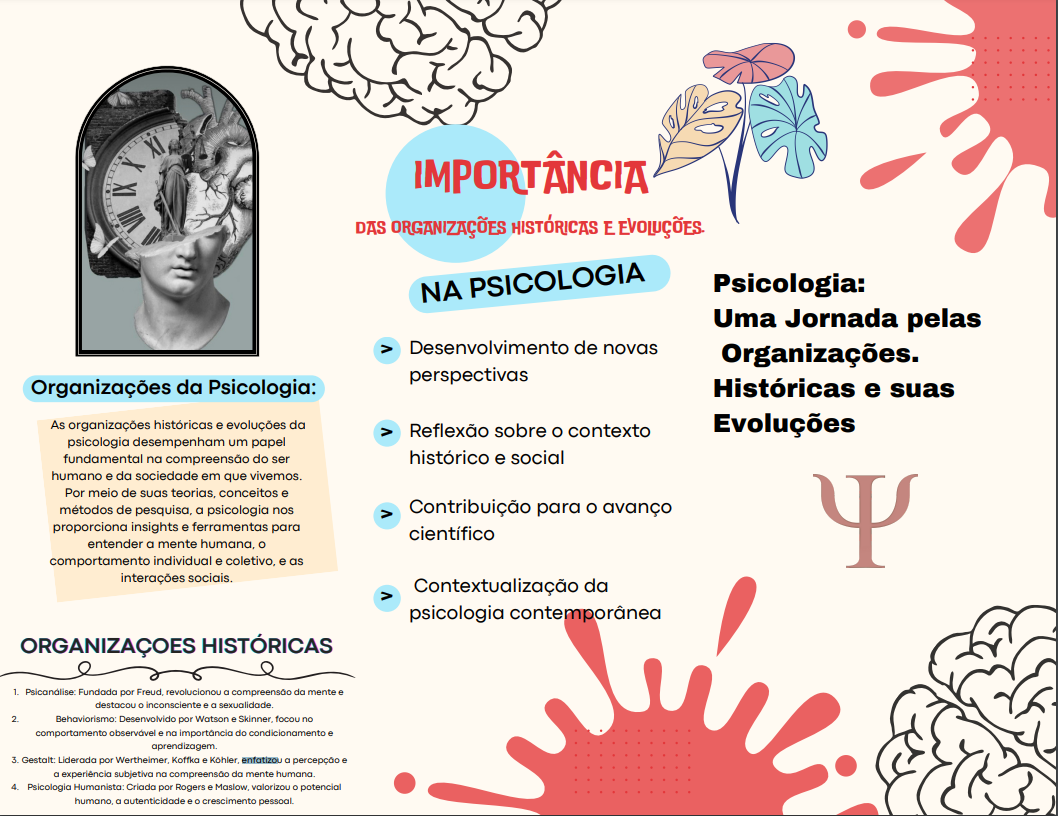 Organizações da Psicologia:
As organizações históricas e evoluções da
psicologia desempenham um papel
fundamental na compreensão do ser
humano e da sociedade em que vivemos.
Por meio de suas teorias, conceitos e
métodos de pesquisa, a psicologia nos
proporciona insights e ferramentas para
entender a mente humana, o
comportamento individual e coletivo, e as
interações sociais.
ORGANIZAÇOES HISTÓRICAS
1. Psicanálise: Fundada por Freud, revolucionou a compreensão da mente e
destacou o inconsciente e a sexualidade.
2. Behaviorismo: Desenvolvido por Watson e Skinner, focou no
comportamento observável e na importância do condicionamento e
aprendizagem.
3. Gestalt: Liderada por Wertheimer, Koffka e Köhler, enfatizou a percepção e
a experiência subjetiva na compreensão da mente humana.
4. Psicologia Humanista: Criada por Rogers e Maslow, valorizou o potencial
humano, a autenticidade e o crescimento pessoal.
IMPORTÂNCIA
DAS ORGANIZAÇÕES HISTÓRICAS E EVOLUÇÕES.
NA PSICOLOGIA
> Desenvolvimento de novas
perspectivas
> Reflexão sobre o contexto
histórico e social
> Contribuição para o avanço
científico
> Contextualização da
psicologia contemporânea
Psicologia:
Uma Jornada pelas
Organizações.
Históricas e suas
Evoluções
Ψ